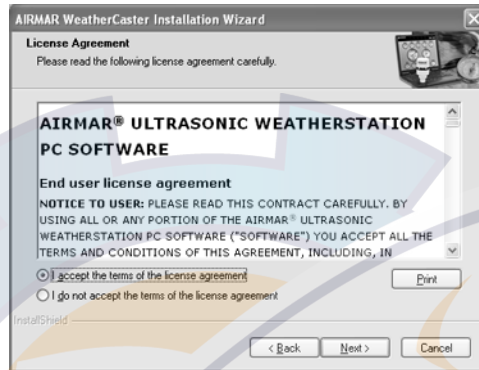 AIRMAR WeatherCaster Installation Wizard
License Agreement
Please read the following license agreement carefully.
AIRMAR® ULTRASONIC WEATHERSTATION
PC SOFTWARE
End user license agreement
NOTICE TO USER: PLEASE READ THIS CONTRACT CAREFULLY. BY
USING ALL OR ANY PORTION OF THE AIRMAR® ULTRASONIC
WEATHERSTATION PC SOFTWARE ("SOFTWARE") YOU ACCEPT ALL THE
TERMS AND CONDITIONS OF THIS AGREEMENT, INCLUDING, IN
I accept the terms of the license agreement
Print
I do not accept the terms of the license agreement
InstallShield
< Back Next > Cancel